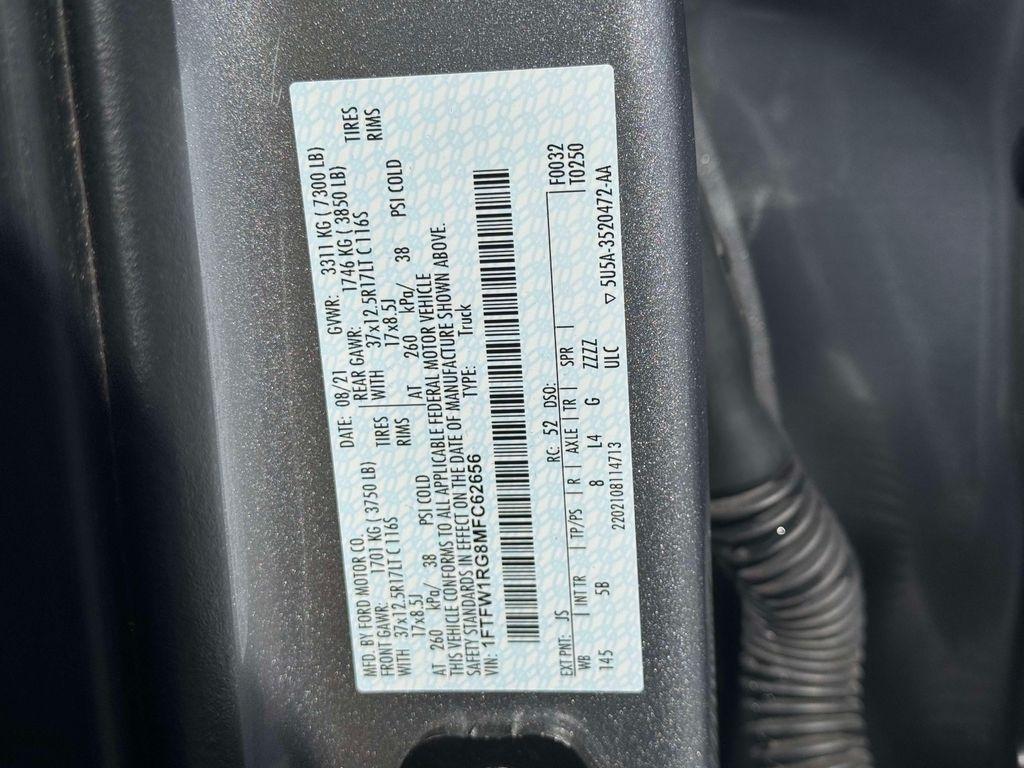 MFD. BY FORD MOTOR CO. DATE: 08/21 GVWR: 3311 KG ( 7300 LB)
FRONT GAWR: 1701 KG ( 3750 LB) REAR GAWR: 1746 KG ( 3850 LB)
WITH 37x12.5R17LT C 116S TIRES WITH 37x12.5R17LT C 116S TIRES
17x8.5J RIMS 17x8.5J RIMS
AT 260 kPa/ 38 PSI COLD AT 260 kPa/ 38 PSI COLD
THIS VEHICLE CONFORMS TO ALL APPLICABLE FEDERAL MOTOR VEHICLE
SAFETY STANDARDS IN EFFECT ON THE DATE OF MANUFACTURE SHOWN ABOVE.
VIN: 1FTFW1RG8MFC62656 TYPE: Truck
F0032
EXT PNT: JS RC: 52 DSO: T0250
WB INT TR TP/PS R AXLE TR SPR
145 5B 8 L4 G ZZZZ
2202108114713 ULC ▽ 5U5A-3520472-AA